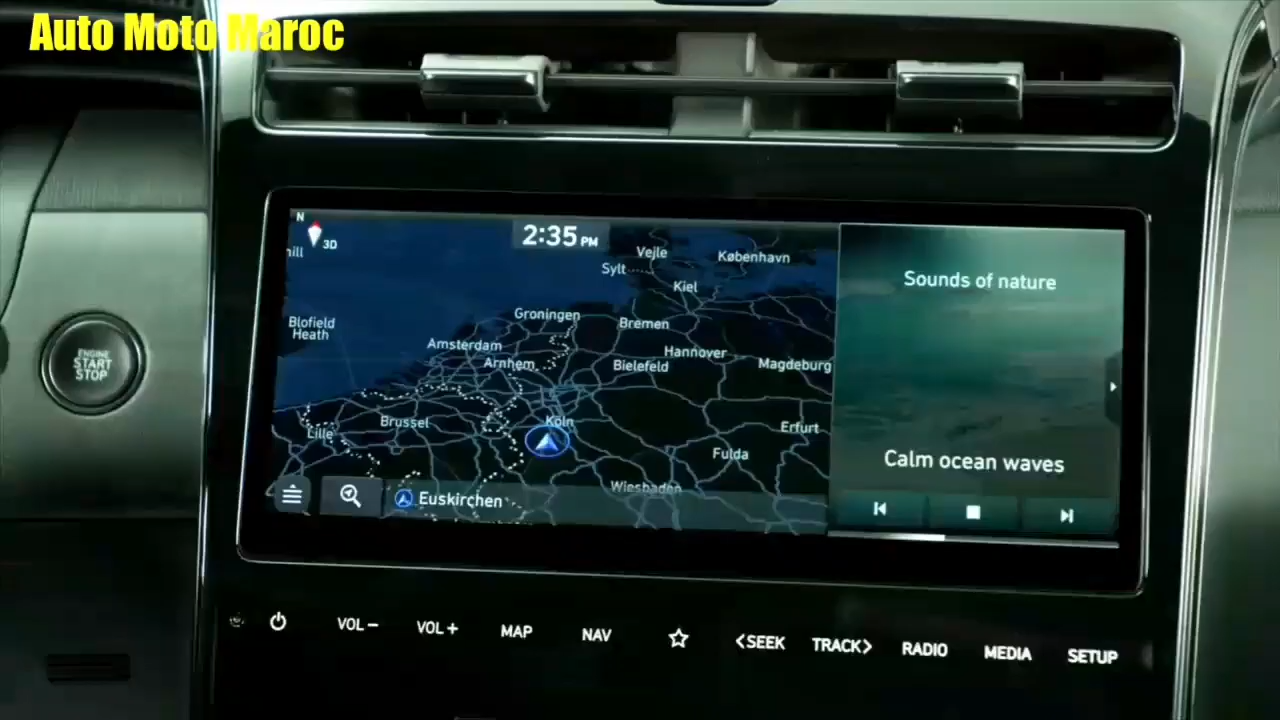 Auto Moto Maroc
N
3D
2:35 PM
hill
Vejle
København
Sylt
Kiel
Sounds of nature
Groningen
Bremen
Blofield
Heath
Amsterdam
Hannover
Arnhem
Bielefeld
Magdeburg
ENGINE
START
STOP
Brussel
Köln
Lille
Erfurt
Fulda
Calm ocean waves
Wiesbaden
Euskirchen
VOL− VOL+ MAP NAV <SEEK TRACK> RADIO MEDIA SETUP